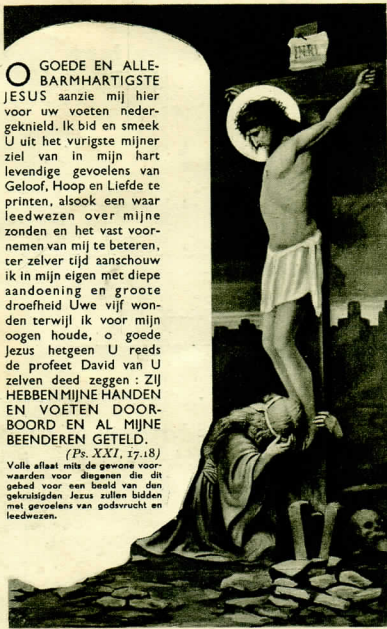 I.N.R.I.
O GOEDE EN ALLE-
BARMHARTIGSTE
JESUS aanzie mij hier
voor uw voeten neder-
geknield. Ik bid en smeek
U uit het vurigste mijner
ziel van in mijn hart
levendige gevoelens van
Geloof, Hoop en Liefde te
printen, alsook een waar
leedwezen over mijne
zonden en het vast voor-
nemen van mij te beteren,
ter zelver tijd aanschouw
ik in mijn eigen met diepe
aandoening en groote
droefheid Uwe vijf won-
den terwijl ik voor mijn
oogen houde, o goede
Jezus hetgeen U reeds
de profeet David van U
zelven deed zeggen : ZIJ
HEBBEN MIJNE HANDEN
EN VOETEN DOOR-
BOORD EN AL MIJNE
BEENDEREN GETELD.
(Ps. XXI, 17.18)
Volle aflaat mits de gewone voor-
waarden voor diegenen die dit
gebed voor een beeld van den
gekruisigden Jezus zullen bidden
met gevoelens van godsvrucht en
leedwezen.